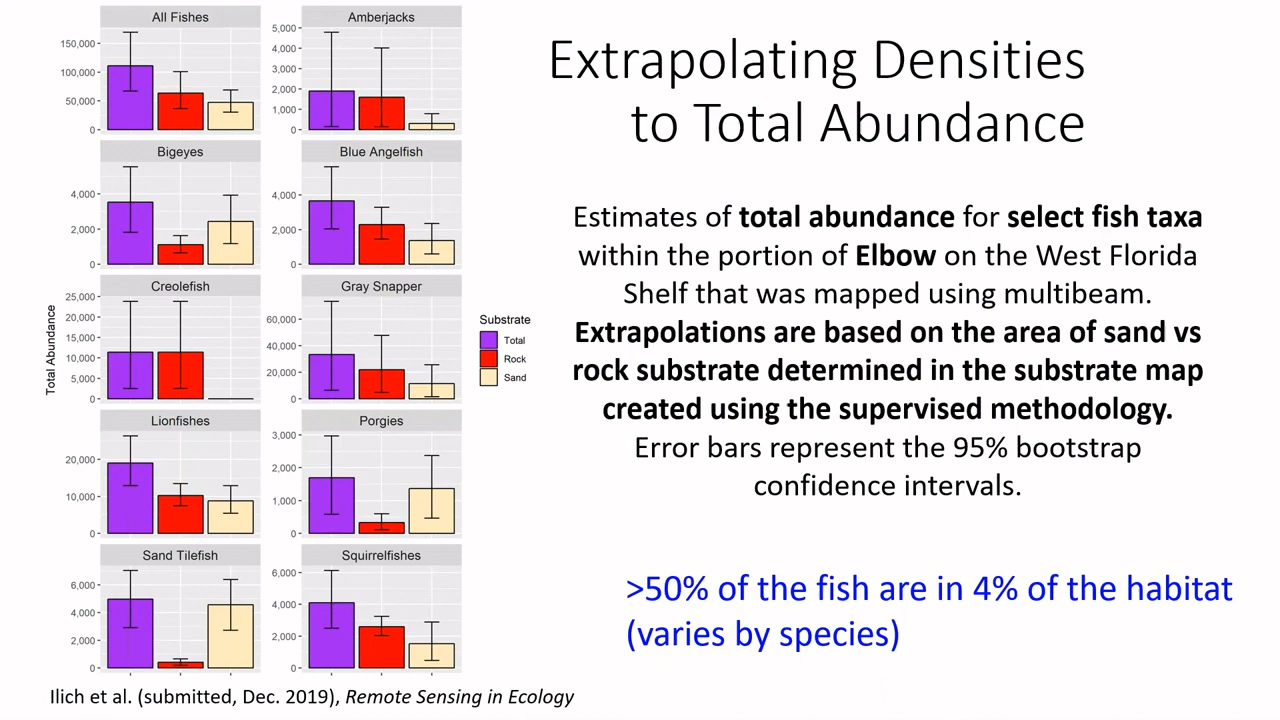 Extrapolating Densities
to Total Abundance
All Fishes
150,000
100,000
50,000
0
Amberjacks
5,000
4,000
3,000
2,000
1,000
0
Bigeyes
4,000
2,000
0
Blue Angelfish
4,000
2,000
0
Creolefish
25,000
20,000
15,000
10,000
5,000
0
Gray Snapper
60,000
40,000
20,000
0
Lionfishes
20,000
10,000
0
Porgies
3,000
2,000
1,000
0
Sand Tilefish
6,000
4,000
2,000
0
Squirrelfishes
6,000
4,000
2,000
0
Total Abundance
Substrate
Total
Rock
Sand
Estimates of total abundance for select fish taxa
within the portion of Elbow on the West Florida
Shelf that was mapped using multibeam.
Extrapolations are based on the area of sand vs
rock substrate determined in the substrate map
created using the supervised methodology.
Error bars represent the 95% bootstrap
confidence intervals.
>50% of the fish are in 4% of the habitat
(varies by species)
Ilich et al. (submitted, Dec. 2019), Remote Sensing in Ecology